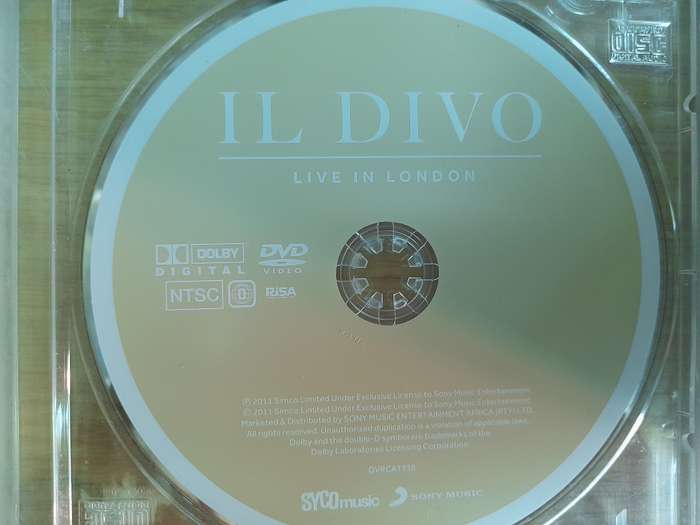 DISC
IL DIVO
LIVE IN LONDON
DOLBY
DIGITAL
DVD
VIDEO
NTSC
0
RISA
℗ 2011 Simco Limited Under Exclusive License to Sony Music Entertainment
© 2011 Simco Limited Under Exclusive License to Sony Music Entertainment
Marketed & Distributed by SONY MUSIC ENTERTAINMENT AFRICA (PTY) LTD.
All rights reserved. Unauthorised duplication is a violation of applicable laws.
Dolby and the double-D symbol are trademarks of the
Dolby Laboratories Licensing Corporation.
SYCOmusic
SONY MUSIC